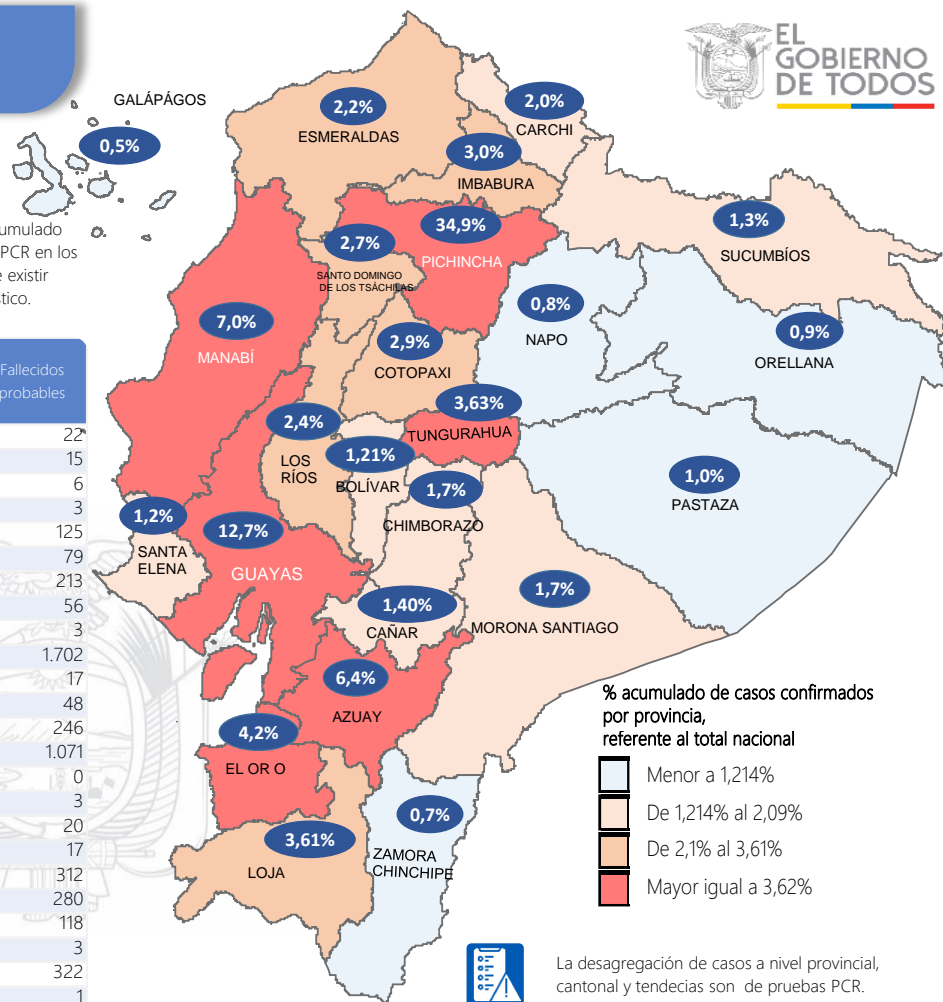 EL
GOBIERNO
DE TODOS
GALÁPÁGOS
0,5%
2,2%
ESMERALDAS
2,0%
CARCHI
3,0%
IMBABURA
34,9%
PICHINCHA
1,3%
SUCUMBÍOS
2,7%
SANTO DOMINGO
DE LOS TSÁCHILAS
umulado
PCR en los
e existir
stico.
7,0%
MANABÍ
0,8%
NAPO
0,9%
ORELLANA
2,9%
COTOPAXI
3,63%
TUNGURAHUA
2,4%
LOS
RÍOS
1,21%
BOLÍVAR
1,7%
CHIMBORAZO
1,0%
PASTAZA
1,2%
SANTA
ELENA
12,7%
GUAYAS
1,40%
CAÑAR
1,7%
MORONA SANTIAGO
6,4%
AZUAY
4,2%
EL OR O
3,61%
LOJA
0,7%
ZAMORA
CHINCHIPE
Fallecidos
probables
22
15
6
3
125
79
213
56
3
1.702
17
48
246
1.071
0
3
20
17
312
280
118
3
322
1
% acumulado de casos confirmados
por provincia,
referente al total nacional
Menor a 1,214%
De 1,214% al 2,09%
De 2,1% al 3,61%
Mayor igual a 3,62%
La desagregación de casos a nivel provincial,
cantonal y tendecias son de pruebas PCR.